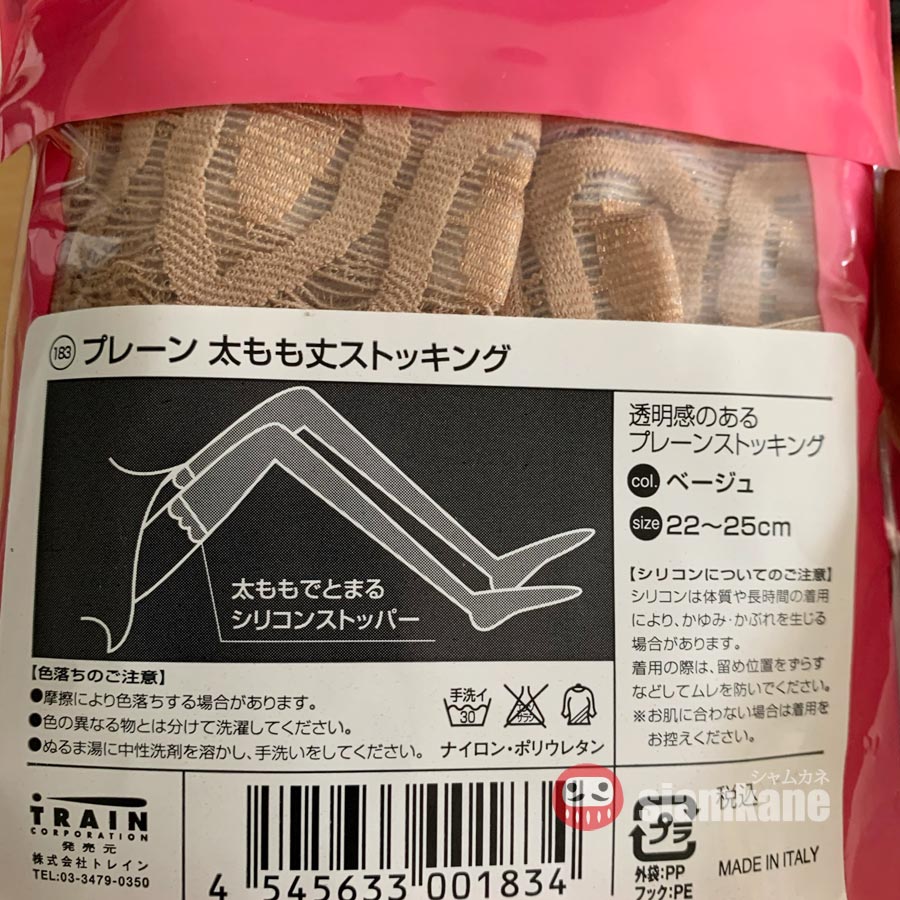 183 プレーン 太もも丈ストッキング
太ももでとまる
シリコンストッパー
透明感のある
プレーンストッキング
col. ベージュ
size 22〜25cm
【シリコンについてのご注意】
シリコンは体質や長時間の着用
により、かゆみ・かぶれを生じる
場合があります。
着用の際は、留め位置をずらす
などしてムレを防いでください。
※お肌に合わない場合は着用を
お控えください。
【色落ちのご注意】
●摩擦により色落ちする場合があります。
●色の異なる物とは分けて洗濯してください。
●ぬるま湯に中性洗剤を溶かし、手洗いをしてください。
手洗イ
30
ナイロン・ポリウレタン
TRAIN
CORPORATION
発売元
株式会社トレイン
TEL:03-3479-0350
4 545633 001834
シャムカネ
siamkane
税込
プラ
外袋:PP
フック:PE
MADE IN ITALY